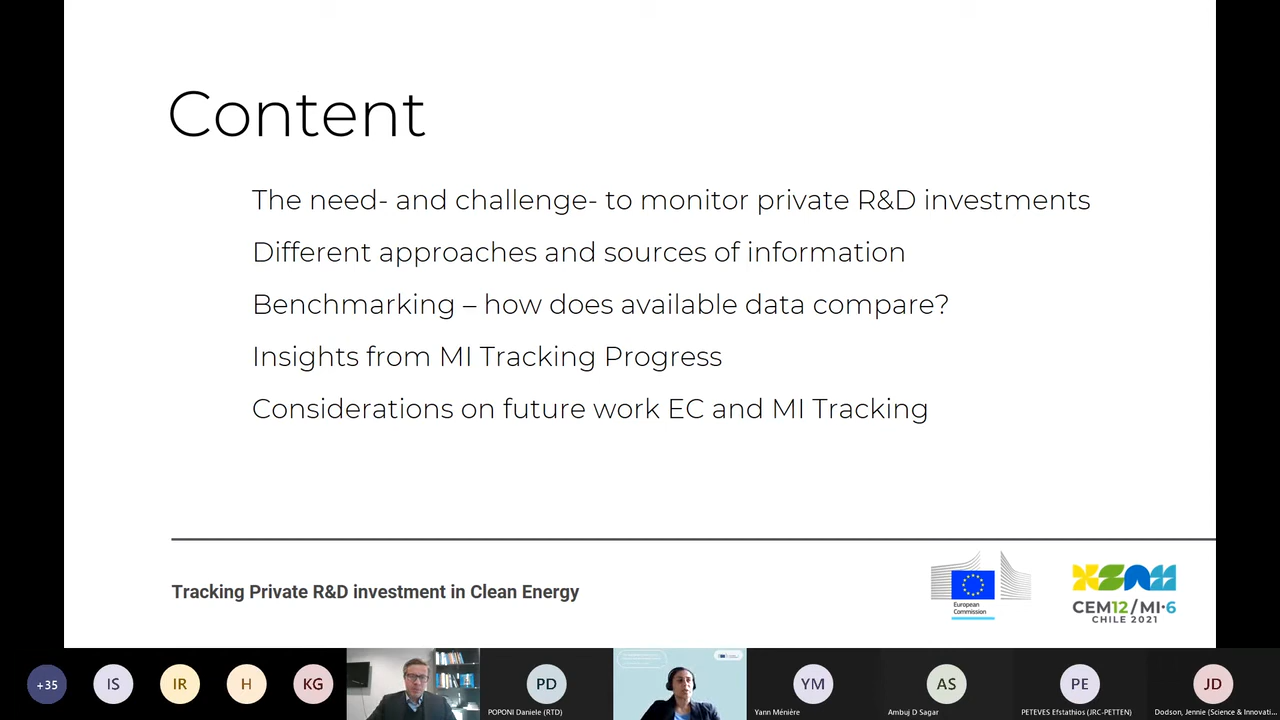 Content
The need- and challenge- to monitor private R&D investments
Different approaches and sources of information
Benchmarking – how does available data compare?
Insights from MI Tracking Progress
Considerations on future work EC and MI Tracking
Tracking Private R&D investment in Clean Energy
European
Commission
CEM12/MI·6
CHILE 2021
+35
IS
IR
H
KG
PD
POPONI Daniele (RTD)
YM
Yann Ménière
AS
Ambuj D Sagar
PE
PETEVES Efstathios (JRC-PETTEN)
JD
Dodson, Jennie (Science & Innovati...